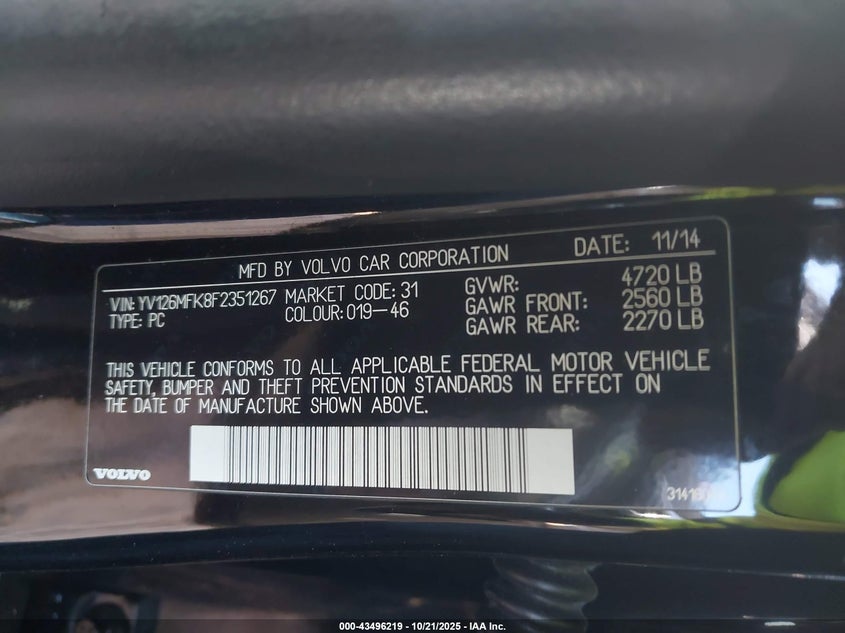 MFD BY VOLVO CAR CORPORATION DATE: 11/14
VIN: YV126MFK8F2351267 MARKET CODE: 31 GVWR: 4720 LB
TYPE: PC COLOUR: 019-46 GAWR FRONT: 2560 LB
GAWR REAR: 2270 LB
THIS VEHICLE CONFORMS TO ALL APPLICABLE FEDERAL MOTOR VEHICLE
SAFETY, BUMPER AND THEFT PREVENTION STANDARDS IN EFFECT ON
THE DATE OF MANUFACTURE SHOWN ABOVE.
VOLVO
000-43496219 - 10/21/2025 - IAA Inc.